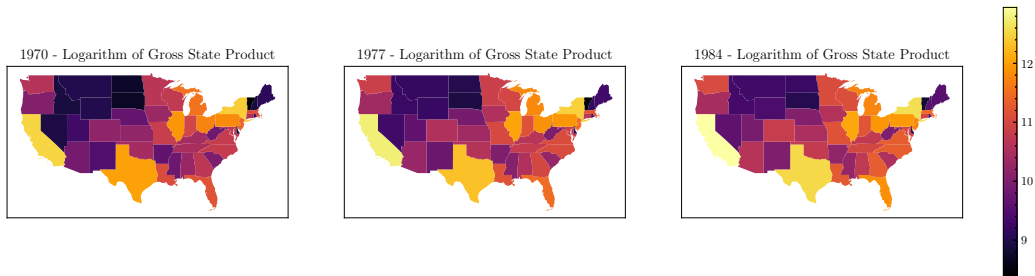 1970 - Logarithm of Gross State Product
1977 - Logarithm of Gross State Product
1984 - Logarithm of Gross State Product
12
11
10
9